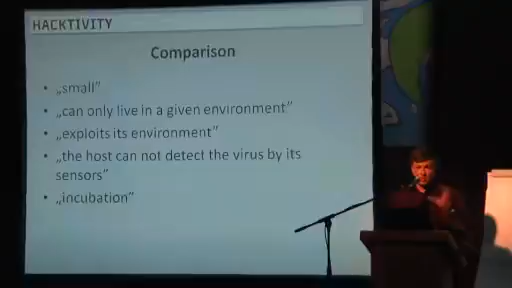 HACKTIVITY
Comparison
• „small”
• „can only live in a given environment”
• „exploits its environment”
• „the host can not detect the virus by its
sensors”
• „incubation”